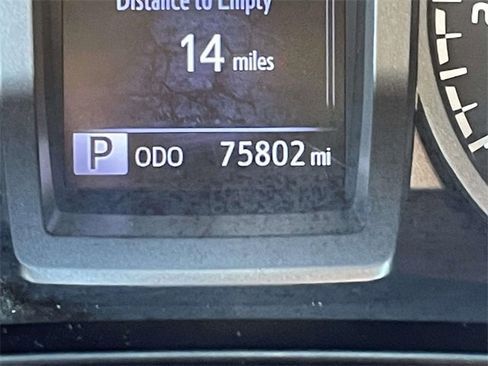 Distance to Empty
14 miles
P ODO 75802 mi